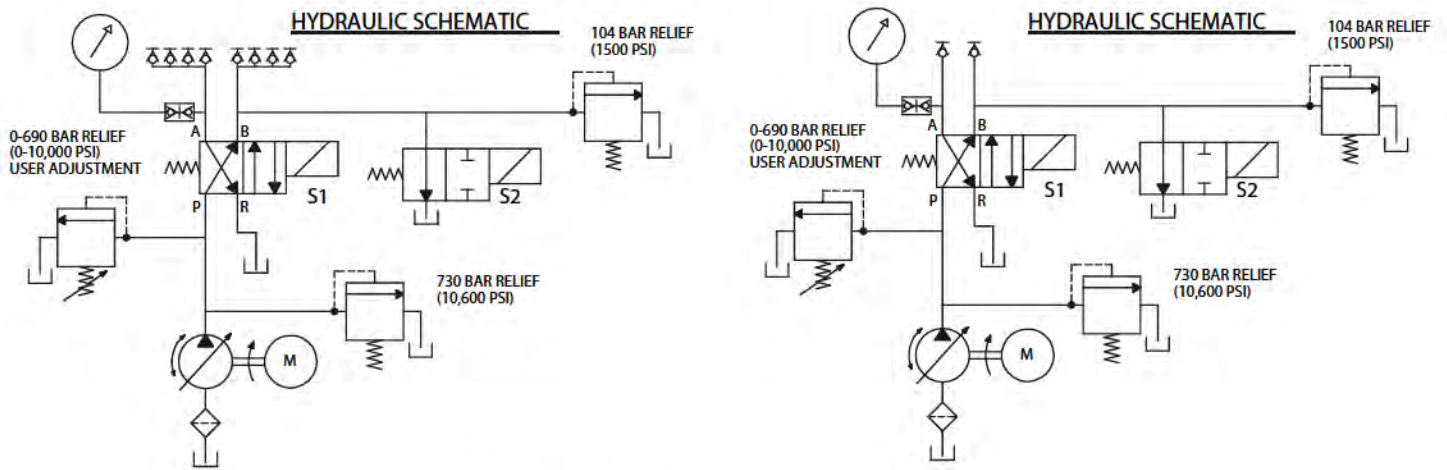 HYDRAULIC SCHEMATIC
104 BAR RELIEF
(1500 PSI)
A
B
0-690 BAR RELIEF
(0-10,000 PSI)
USER ADJUSTMENT
S1
S2
P
R
730 BAR RELIEF
(10,600 PSI)
M
HYDRAULIC SCHEMATIC
104 BAR RELIEF
(1500 PSI)
A
B
0-690 BAR RELIEF
(0-10,000 PSI)
USER ADJUSTMENT
S1
S2
P
R
730 BAR RELIEF
(10,600 PSI)
M